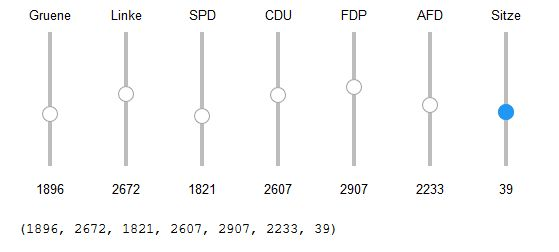 Gruene Linke SPD CDU FDP AFD Sitze
1896 2672 1821 2607 2907 2233 39
(1896, 2672, 1821, 2607, 2907, 2233, 39)